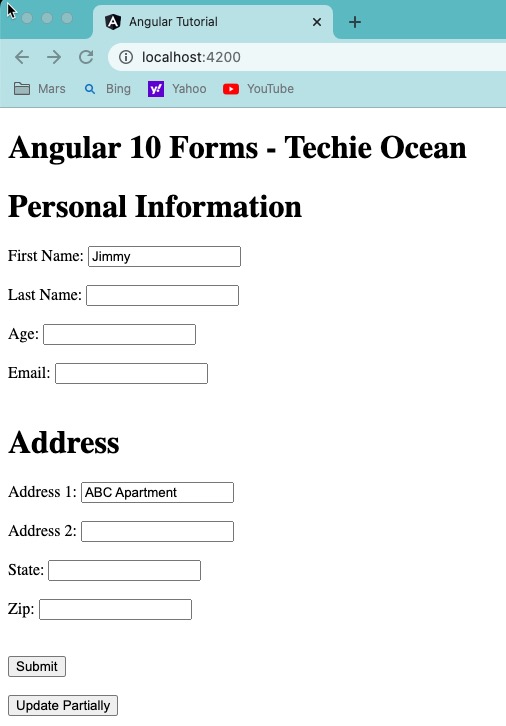 Angular Tutorial
localhost:4200
Mars Bing y! Yahoo YouTube
Angular 10 Forms - Techie Ocean
Personal Information
First Name: Jimmy
Last Name:
Age:
Email:
Address
Address 1: ABC Apartment
Address 2:
State:
Zip:
Submit
Update Partially